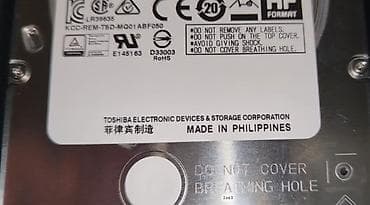 LR39835
KCC-REM-TSD-MQ01ABF050
20
AF
FORMAT
E145163
D33003
RoHS
*DO NOT REMOVE ANY LABELS.
*DO NOT PUSH ON THE TOP COVER.
*AVOID GIVING SHOCK.
*DO NOT COVER BREATHING HOLE.
TOSHIBA ELECTRONIC DEVICES & STORAGE CORPORATION
菲律宾制造 MADE IN PHILIPPINES
DO NOT COVER
BREATHING HOLE